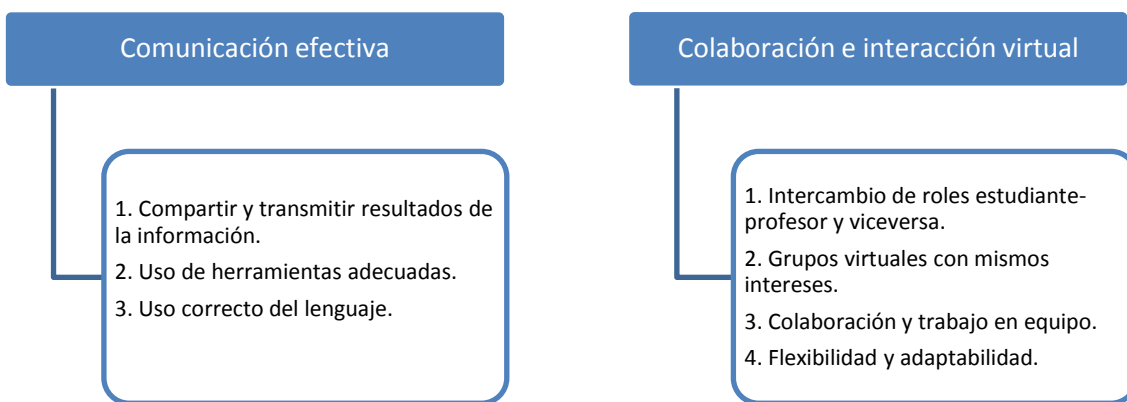 Comunicación efectiva
1. Compartir y transmitir resultados de
la información.
2. Uso de herramientas adecuadas.
3. Uso correcto del lenguaje.
Colaboración e interacción virtual
1. Intercambio de roles estudiante-
profesor y viceversa.
2. Grupos virtuales con mismos
intereses.
3. Colaboración y trabajo en equipo.
4. Flexibilidad y adaptabilidad.